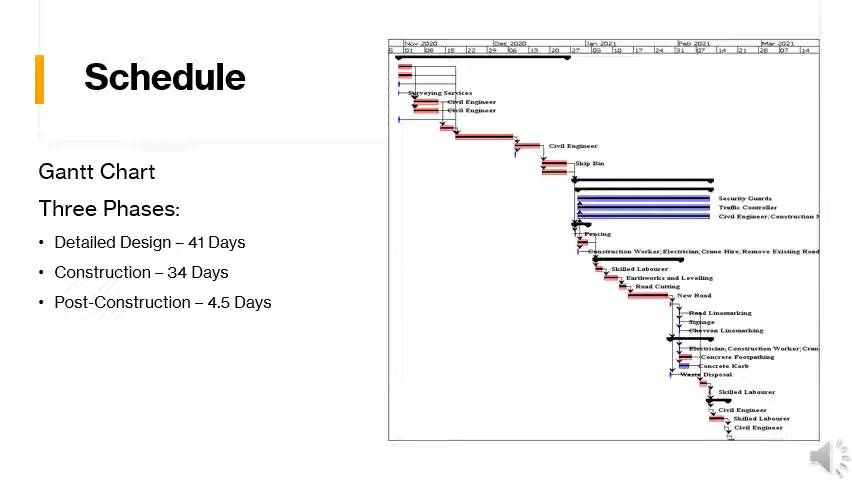 Schedule
Gantt Chart
Three Phases:
• Detailed Design – 41 Days
• Construction – 34 Days
• Post-Construction – 4.5 Days
Nov 2020 Dec 2020 Jan 2021 Feb 2021 Mar 2021
01 08 15 22 29 06 13 20 27 03 10 17 24 31 07 14 21 28 07 14
Surveying Services
Civil Engineer
Civil Engineer
Civil Engineer
Skip Bin
Security Guards
Traffic Controller
Civil Engineer; Construction
Fencing
Construction Worker; Electrician; Crane Hire; Remove Existing Road
Skilled Labourer
Earthworks and Levelling
Road Cutting
New Road
Road Linemarking
Signage
Chevron Linemarking
Electrician, Construction Worker; Cran
Concrete Footpathing
Concrete Kerb
Waste Disposal
Skilled Labourer
Civil Engineer
Skilled Labourer
Civil Engineer